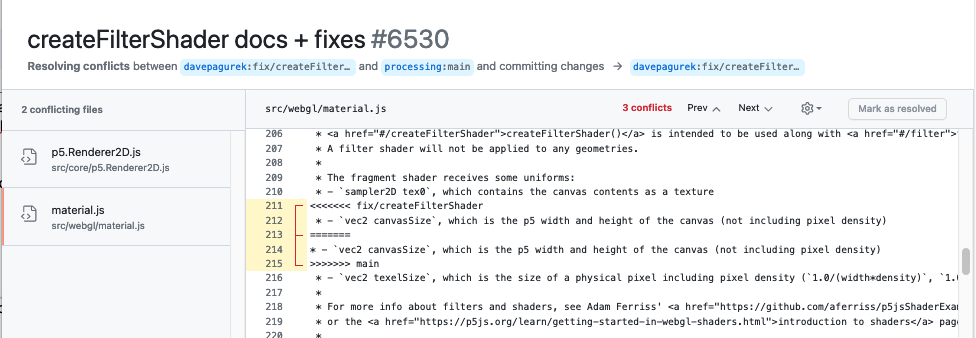 createFilterShader docs + fixes #6530
Resolving conflicts between davepagurek:fix/createFilter… and processing:main and committing changes → davepagurek:fix/createFilter…
2 conflicting files
src/webgl/material.js
3 conflicts Prev Next Mark as resolved
p5.Renderer2D.js
src/core/p5.Renderer2D.js
material.js
src/webgl/material.js
206 * <a href="#/createFilterShader">createFilterShader()</a> is intended to be used along with <a href="#/filter">
207 * A filter shader will not be applied to any geometries.
208 *
209 * The fragment shader receives some uniforms:
210 * - `sampler2D tex0`, which contains the canvas contents as a texture
211 <<<<<<< fix/createFilterShader
212 * - `vec2 canvasSize`, which is the p5 width and height of the canvas (not including pixel density)
213 =======
214 * - `vec2 canvasSize`, which is the p5 width and height of the canvas (not including pixel density)
215 >>>>>>> main
216 * - `vec2 texelSize`, which is the size of a physical pixel including pixel density (`1.0/(width*density)`, `1.
217 *
218 * For more info about filters and shaders, see Adam Ferriss' <a href="https://github.com/aferriss/p5jsShaderExa
219 * or the <a href="https://p5js.org/learn/getting-started-in-webgl-shaders.html">introduction to shaders</a> pag
220 *